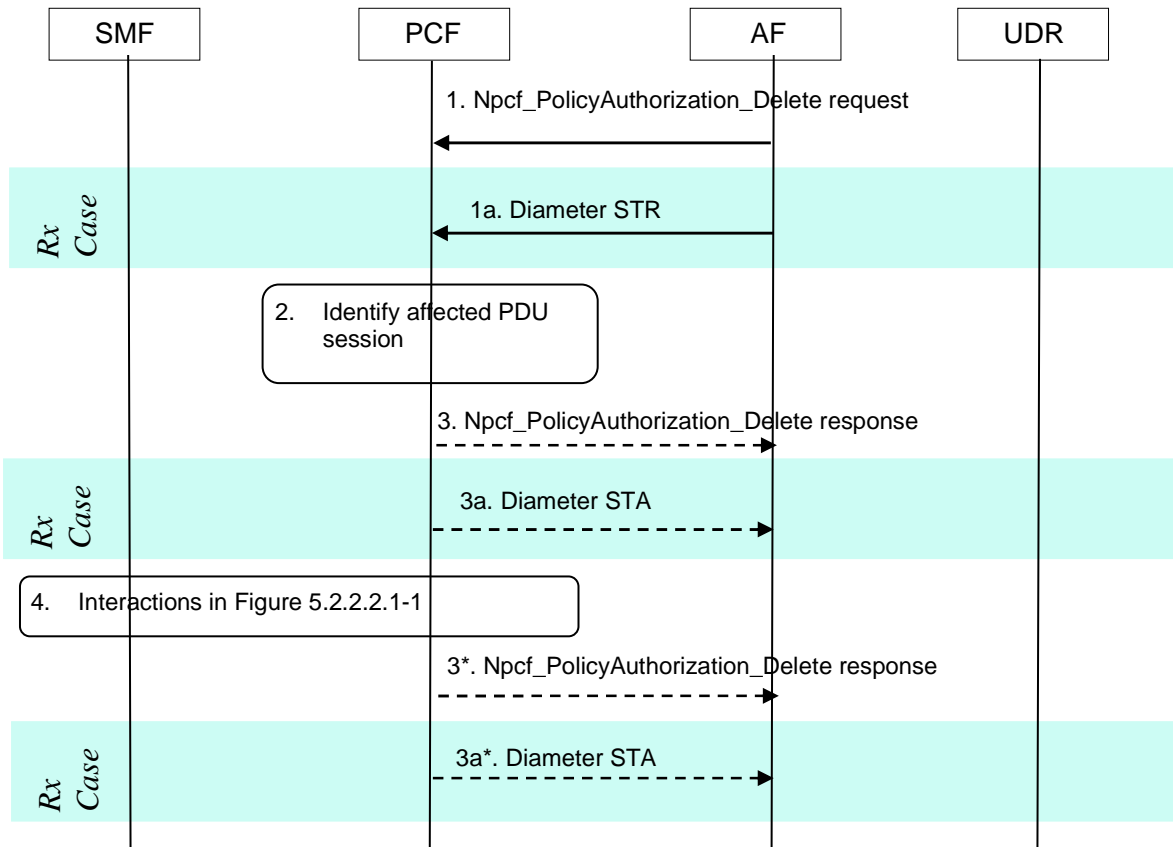 SMF PCF AF UDR
1. Npcf_PolicyAuthorization_Delete request
Rx
Case
1a. Diameter STR
2. Identify affected PDU
session
3. Npcf_PolicyAuthorization_Delete response
Rx
Case
3a. Diameter STA
4. Interactions in Figure 5.2.2.2.1-1
3*. Npcf_PolicyAuthorization_Delete response
Rx
Case
3a*. Diameter STA